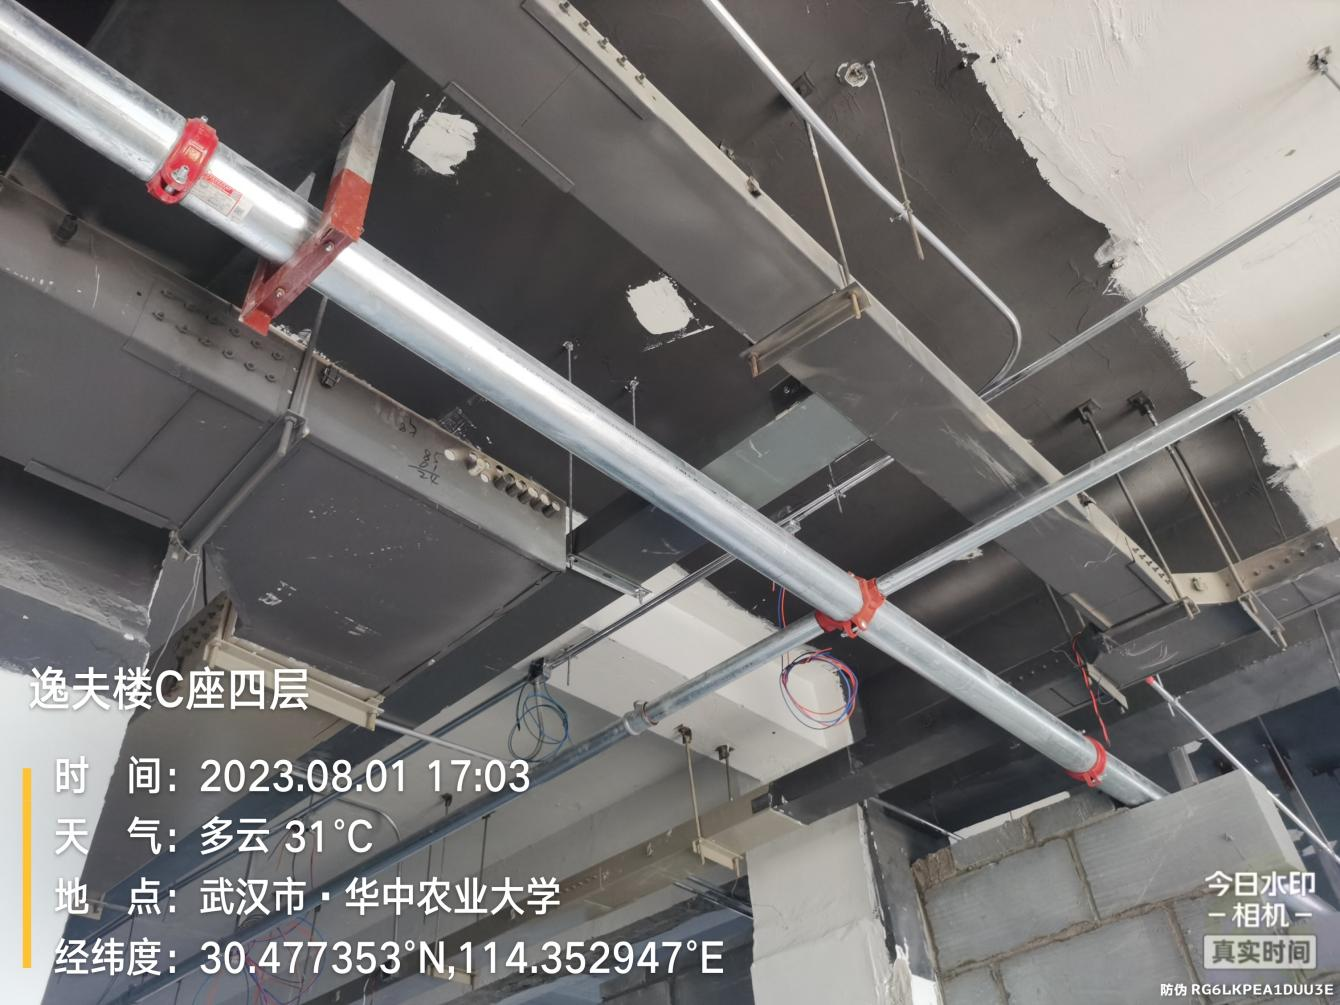 逸夫楼C座四层
时 间：2023.08.01 17:03
天 气：多云 31℃
地 点：武汉市·华中农业大学
经纬度：30.477353°N,114.352947°E
今日水印
-相机-
真实时间
防伪 RG6LKPEA1DUU3E